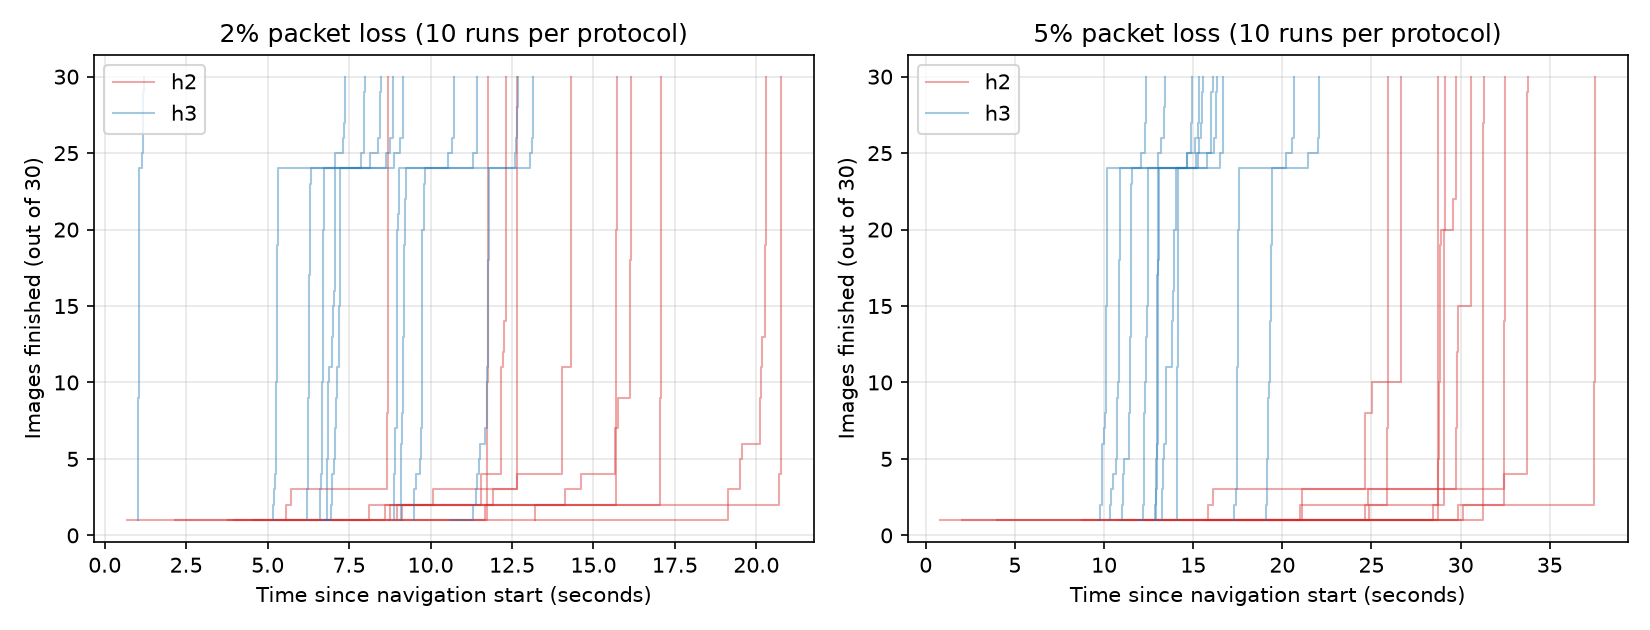 2% packet loss (10 runs per protocol)
h2
h3
Images finished (out of 30)
30
25
20
15
10
5
0
0.0 2.5 5.0 7.5 10.0 12.5 15.0 17.5 20.0
Time since navigation start (seconds)
5% packet loss (10 runs per protocol)
h2
h3
Images finished (out of 30)
30
25
20
15
10
5
0
0 5 10 15 20 25 30 35
Time since navigation start (seconds)